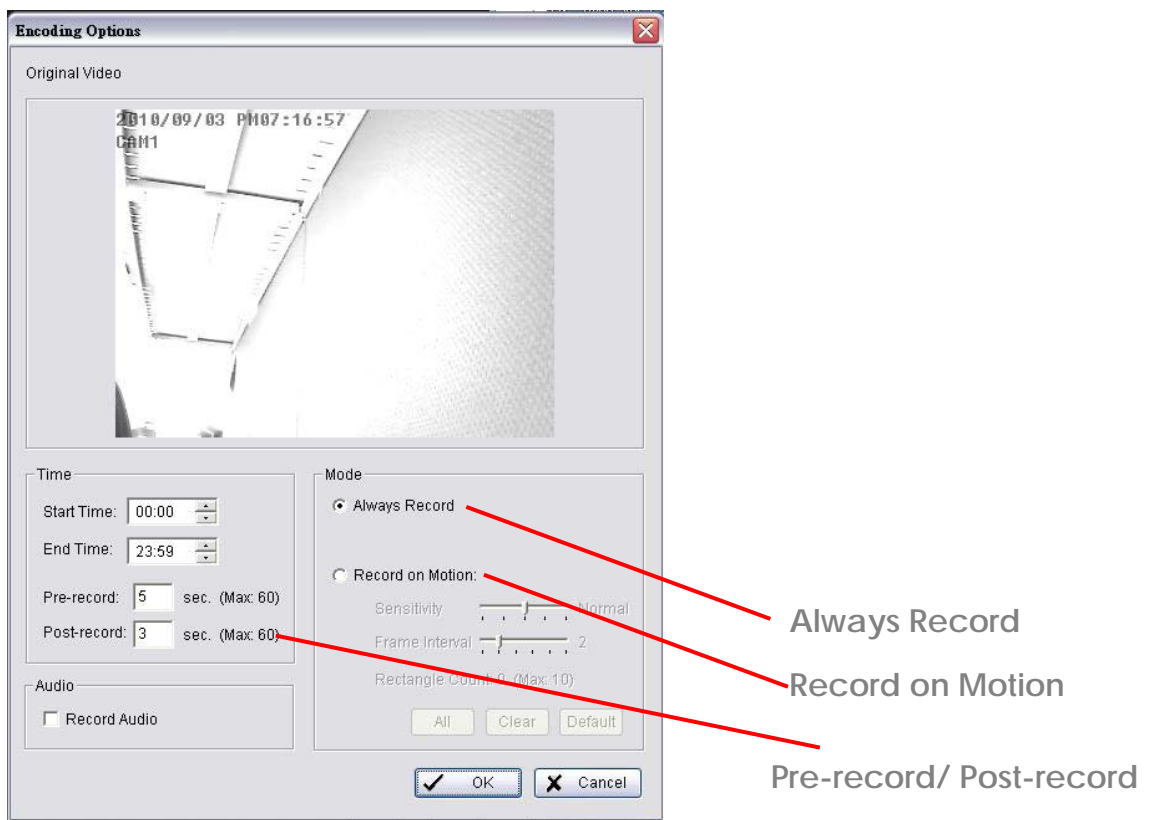 Encoding Options
Original Video
2010/09/03 PM07:16:57
CAM1
Time
Start Time: 00:00
End Time: 23:59
Pre-record: 5 sec. (Max: 60)
Post-record: 3 sec. (Max: 60)
Audio
Record Audio
Mode
Always Record
Record on Motion:
Sensitivity Normal
Frame Interval 2
Rectangle Count: 0 (Max: 10)
All Clear Default
OK Cancel
Always Record
Record on Motion
Pre-record/ Post-record